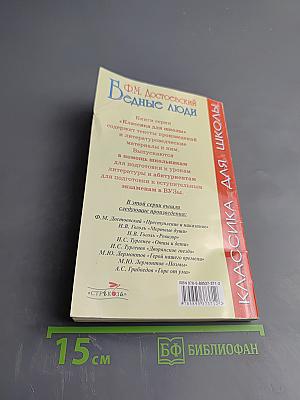 Ф.М. Достоевский
Бедные люди
Книги серии
«Классика для школы»
содержат тексты произведений
и литературоведческие
материалы к ним.
Выпускаются
в помощь школьникам
для подготовки к урокам
литературы и абитуриентам
для подготовки к вступительным
экзаменам в ВУЗы.
В этой серии вышли
следующие произведения:
Ф.М. Достоевский «Преступление и наказание»
Н.В. Гоголь «Мертвые души»
Н.В. Гоголь «Ревизор»
И.С. Тургенев «Отцы и дети»
И.С. Тургенев «Дворянское гнездо»
М.Ю. Лермонтов «Герой нашего времени»
М.Ю. Лермонтов «Поэмы»
А.С. Грибоедов «Горе от ума»
«СТРЕКОЗА»
КЛАССИКА ДЛЯ ШКОЛЫ
15 см
БФ БИБЛИОФАН